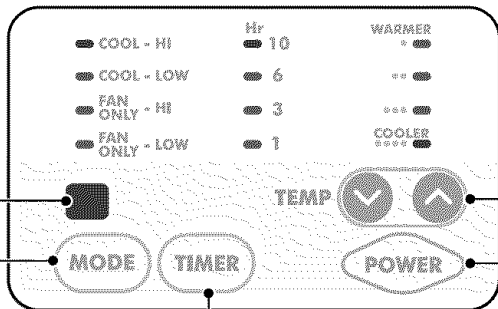 Hr WARMER
COOL - HI 10 *
COOL - LOW 6 **
FAN ONLY - HI 3 ***
FAN ONLY - LOW 1 COOLER ****
TEMP
MODE TIMER POWER